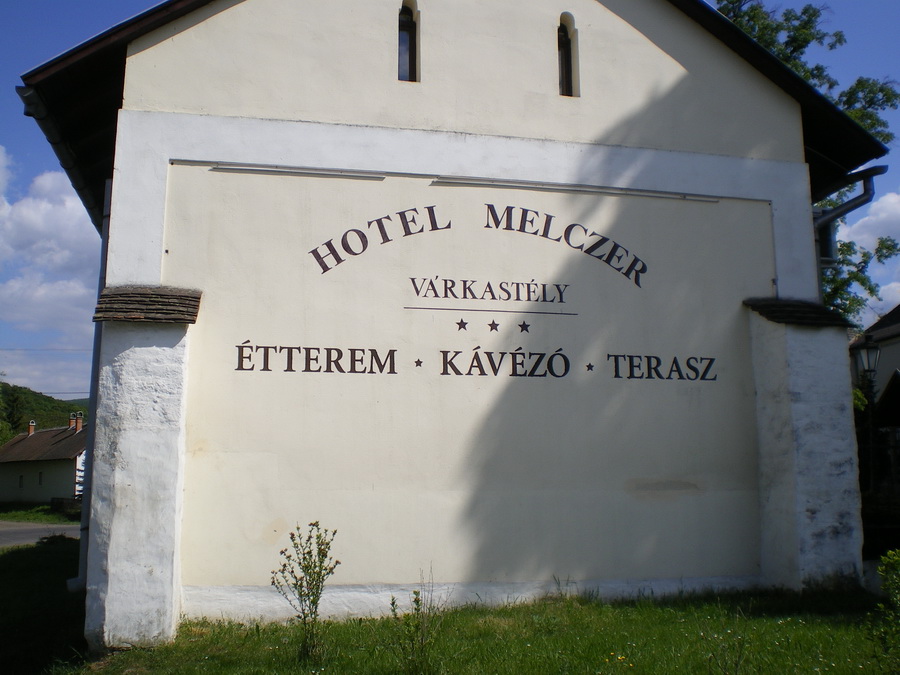 HOTEL MELCZER
VÁRKASTÉLY
★ ★ ★
ÉTTEREM ★ KÁVÉZÓ ★ TERASZ